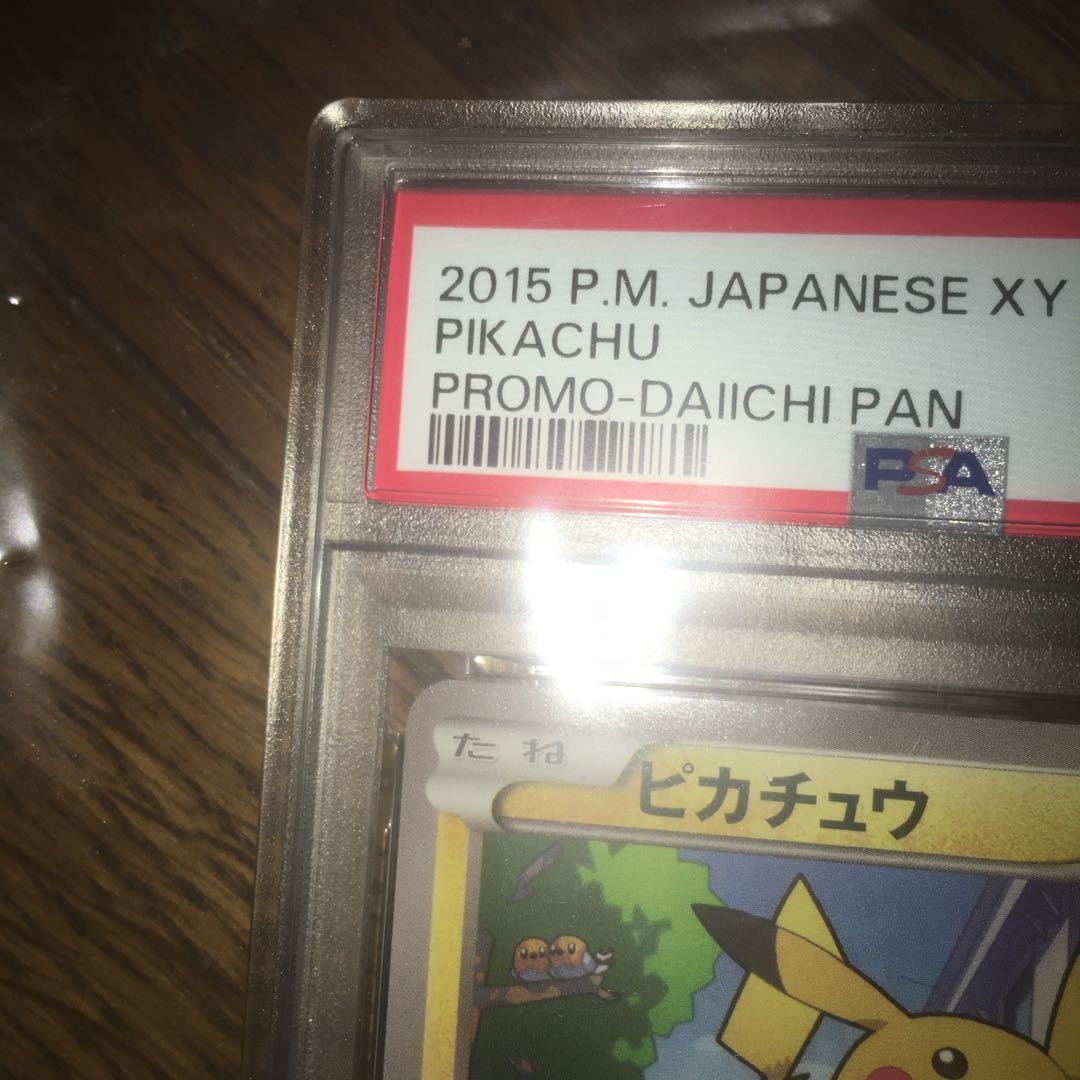 2015 P.M. JAPANESE XY
PIKACHU
PROMO-DAIICHI PAN
PSA
たね
ピカチュウ